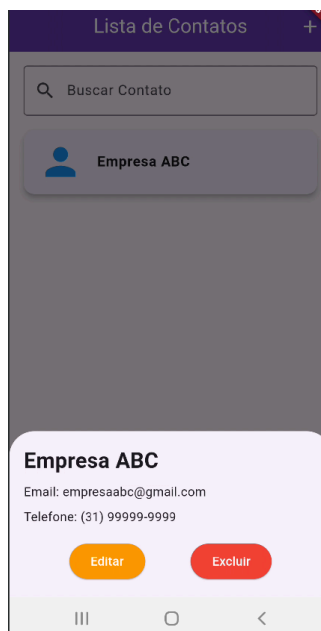 Lista de Contatos +
Buscar Contato
Empresa ABC
Empresa ABC
Email: empresaabc@gmail.com
Telefone: (31) 99999-9999
Editar Excluir